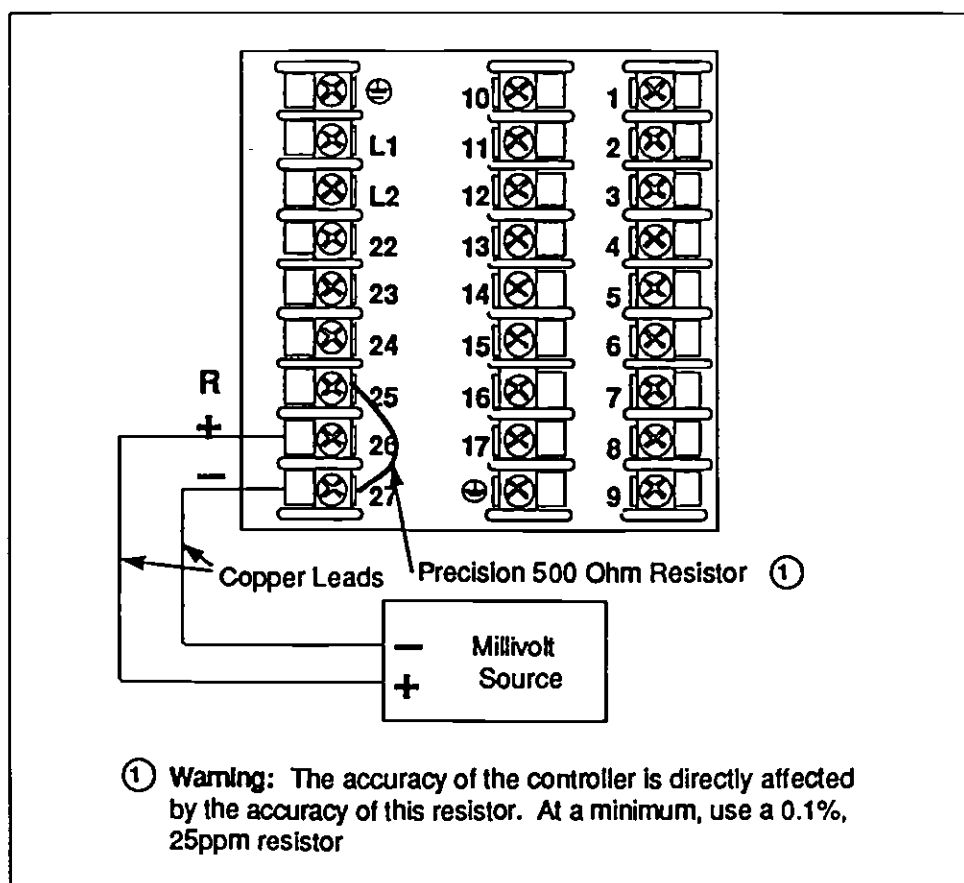 10 1
L1 11 2
L2 12 3
22 13 4
23 14 5
24 15 6
R 25 16 7
+ 26 17 8
− 27 9
Copper Leads Precision 500 Ohm Resistor ①
− Millivolt
+ Source
① Warning: The accuracy of the controller is directly affected
by the accuracy of this resistor. At a minimum, use a 0.1%,
25ppm resistor